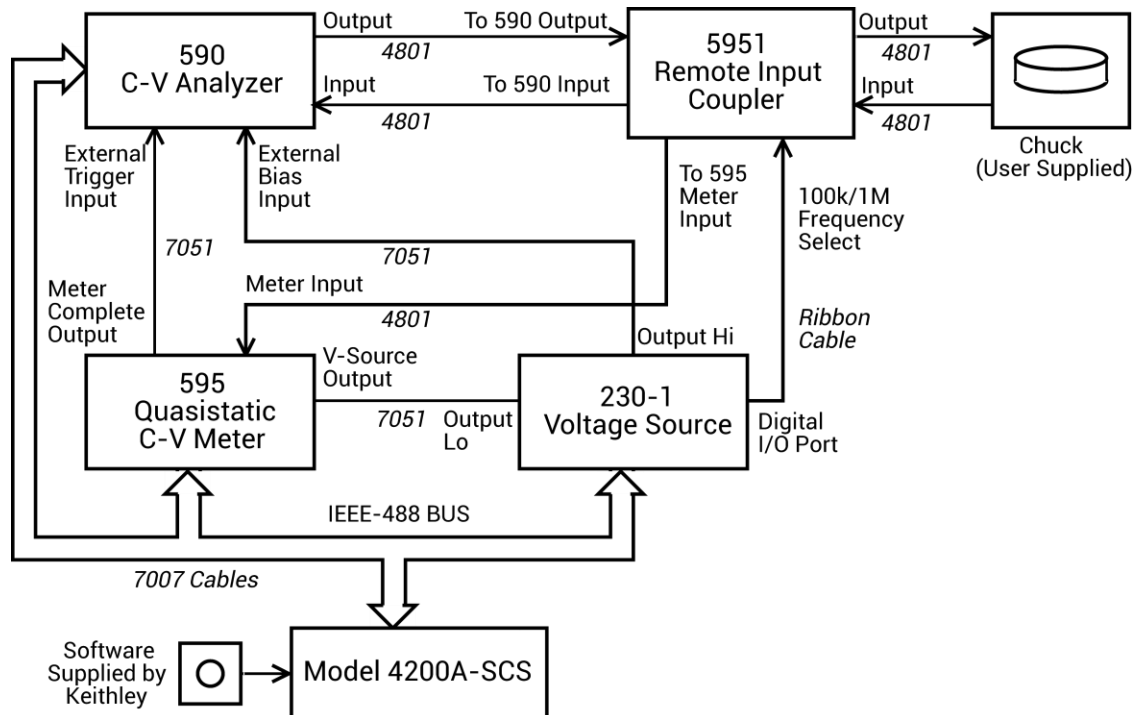 Output
To 590 Output
Output
590
C-V Analyzer
4801
5951
Remote Input
Coupler
4801
Input
To 590 Input
Input
4801
4801
External
Trigger
Input
External
Bias
Input
To 595
Meter
Input
Chuck
(User Supplied)
100k/1M
Frequency
Select
7051
7051
Meter
Complete
Output
Meter Input
4801
Ribbon
Cable
Output Hi
V-Source
Output
595
Quasistatic
C-V Meter
7051
Output
Lo
230-1
Voltage Source
Digital
I/O Port
IEEE-488 BUS
7007 Cables
Software
Supplied by
Keithley
Model 4200A-SCS